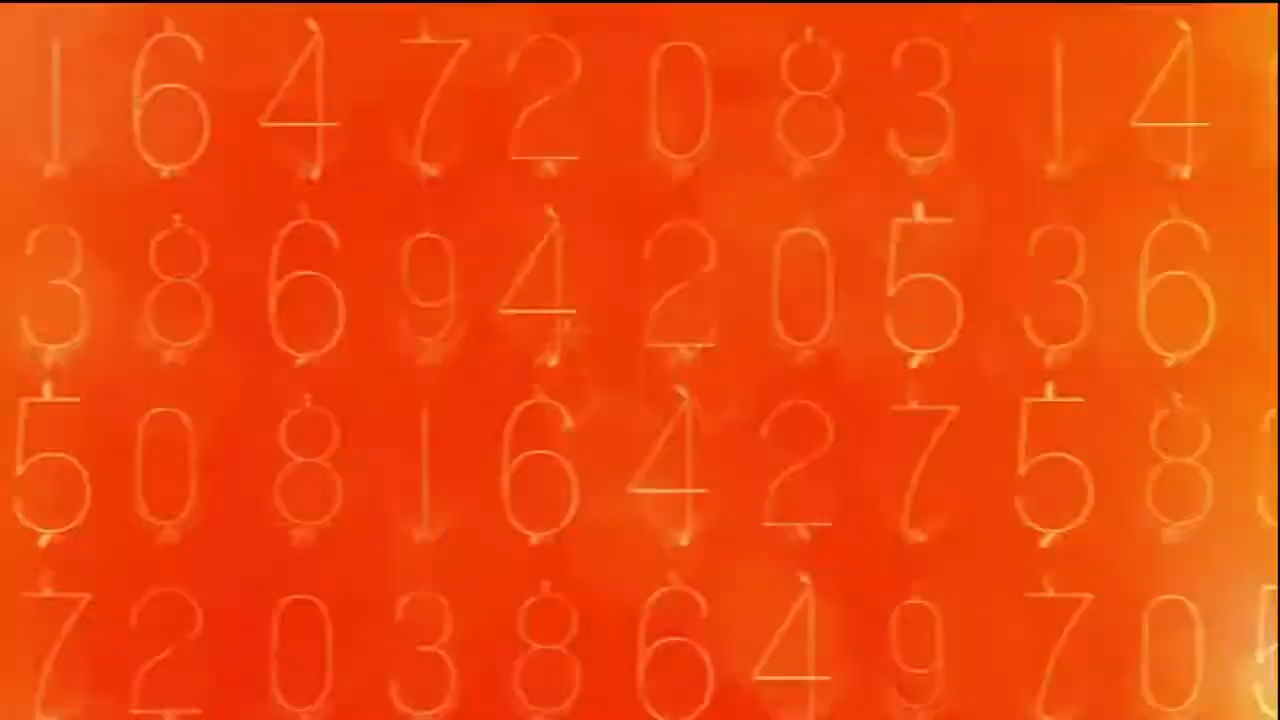 1 6 4 7 2 0 8 3 1 4
3 8 6 9 4 2 0 5 3 6
5 0 8 1 6 4 2 7 5 8
7 2 0 3 8 6 4 9 7 0 5